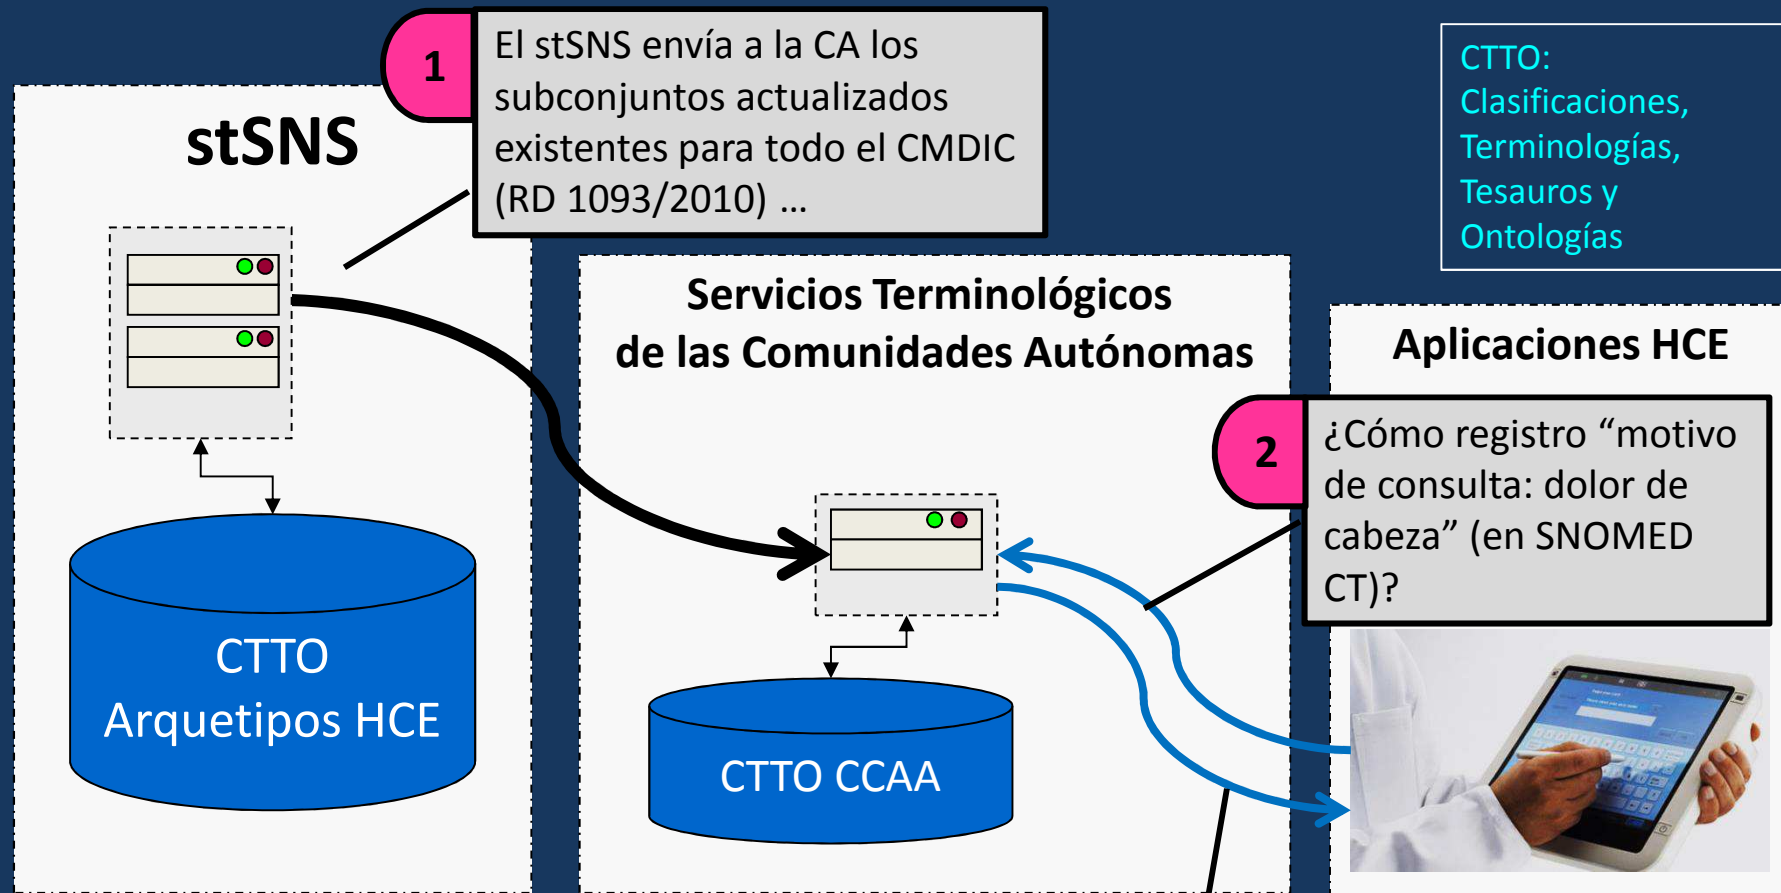 1
El stSNS envía a la CA los
subconjuntos actualizados
existentes para todo el CMDIC
(RD 1093/2010) ...
CTTO:
Clasificaciones,
Terminologías,
Tesauros y
Ontologías
stSNS
Servicios Terminológicos
de las Comunidades Autónomas
Aplicaciones HCE
2
¿Cómo registro “motivo
de consulta: dolor de
cabeza” (en SNOMED
CT)?
CTTO
Arquetipos HCE
CTTO CCAA